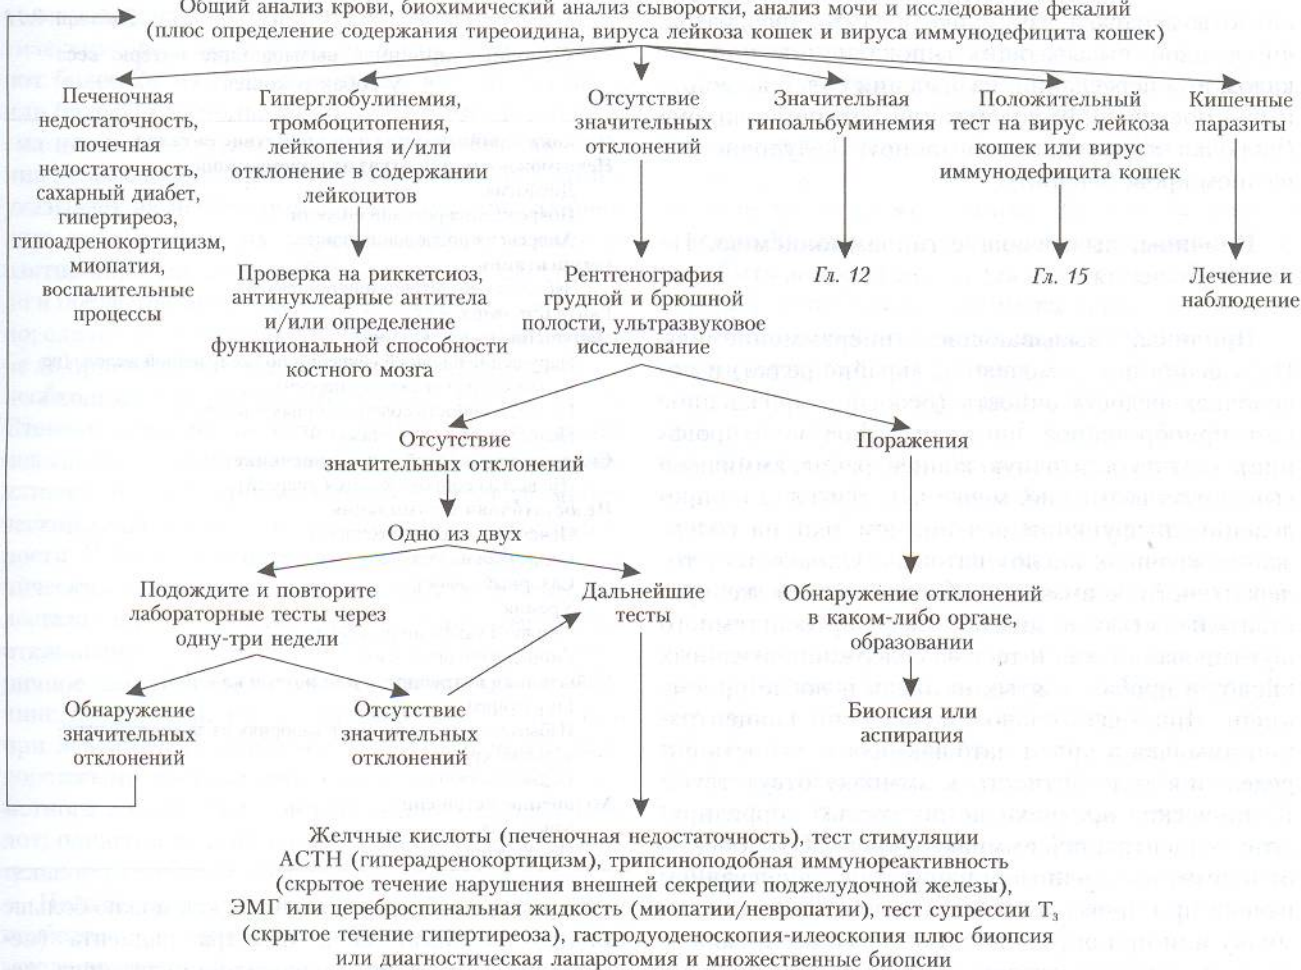 Общий анализ крови, биохимический анализ сыворотки, анализ мочи и исследование фекалий
(плюс определение содержания тиреоидина, вируса лейкоза кошек и вируса иммунодефицита кошек)
Печеночная
недостаточность,
почечная
недостаточность,
сахарный диабет,
гипертиреоз,
гипоадренокортицизм,
миопатия,
воспалительные
процессы
Гиперглобулинемия,
тромбоцитопения,
лейкопения и/или
отклонение в содержании
лейкоцитов
Проверка на риккетсиоз,
антинуклеарные антитела
и/или определение
функциональной способности
костного мозга
Отсутствие
значительных
отклонений
Ренттенография
грудной и брюшной
полости, ультразвуковое
исследование
Значительная
гипоальбуминемия
Гл. 12
Положительный
тест на вирус лейкоза
кошек или вирус
иммунодефицита кошек
Гл. 15
Кишечные
паразиты
Лечение и
наблюдение
Отсутствие
значительных отклонений
Поражения
Одно из двух
Подождите и повторите
лабораторные тесты через
одну-три недели
Дальнейшие
тесты
Обнаружение отклонений
в каком-либо органе,
образовании
Обнаружение
значительных
отклонений
Отсутствие
значительных
отклонений
Биопсия или
аспирация
Желчные кислоты (печеночная недостаточность), тест стимуляции
АСТН (гиперадренокортицизм), трипсиноподобная иммунореактивность
(скрытое течение нарушения внешней секреции поджелудочной железы),
ЭМГ или цереброспинальная жидкость (миопатии/невропатии), тест супрессии Т₃
(скрытое течение гипертиреоза), гастродуоденоскопия-илеоскопия плюс биопсия
или диагностическая лапаротомия и множественные биопсии